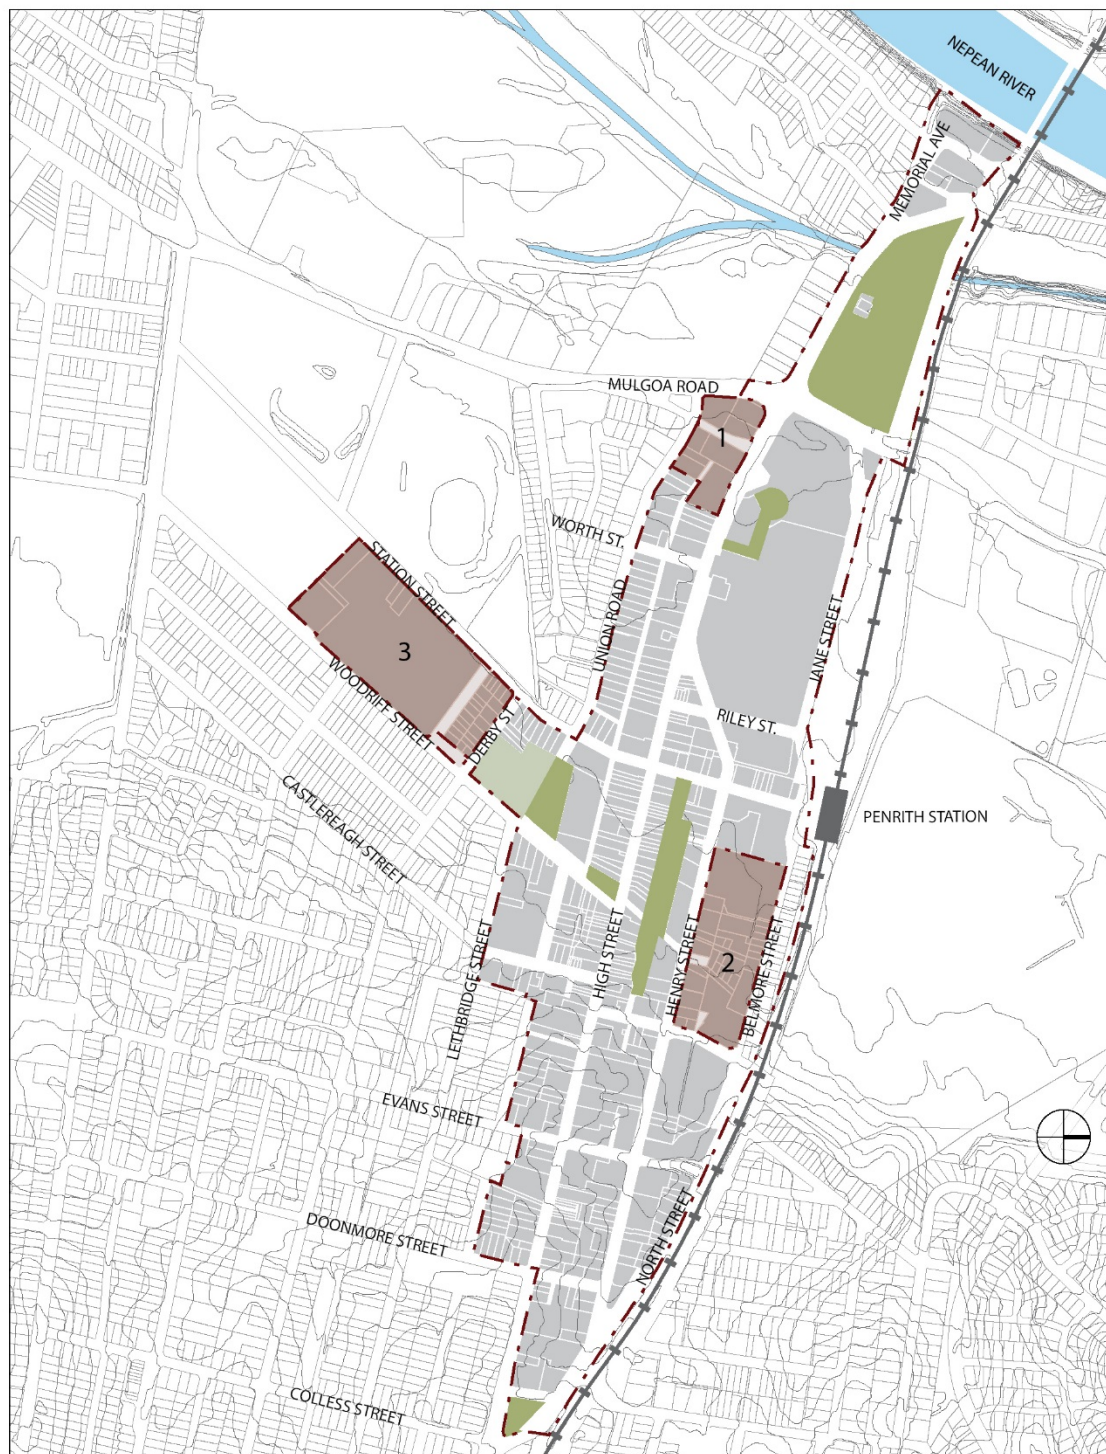 NEPEAN RIVER
MEMORIAL AVE
MULGOA ROAD
1
WORTH ST.
STATION STREET
UNION ROAD
JANE STREET
3
WOODRIFF STREET
DERBY ST.
RILEY ST.
CASTLEREAGH STREET
PENRITH STATION
LETHBRIDGE STREET
HIGH STREET
HENRY STREET
2
BELMORE STREET
EVANS STREET
DOONMORE STREET
NORTH STREET
COLLESS STREET